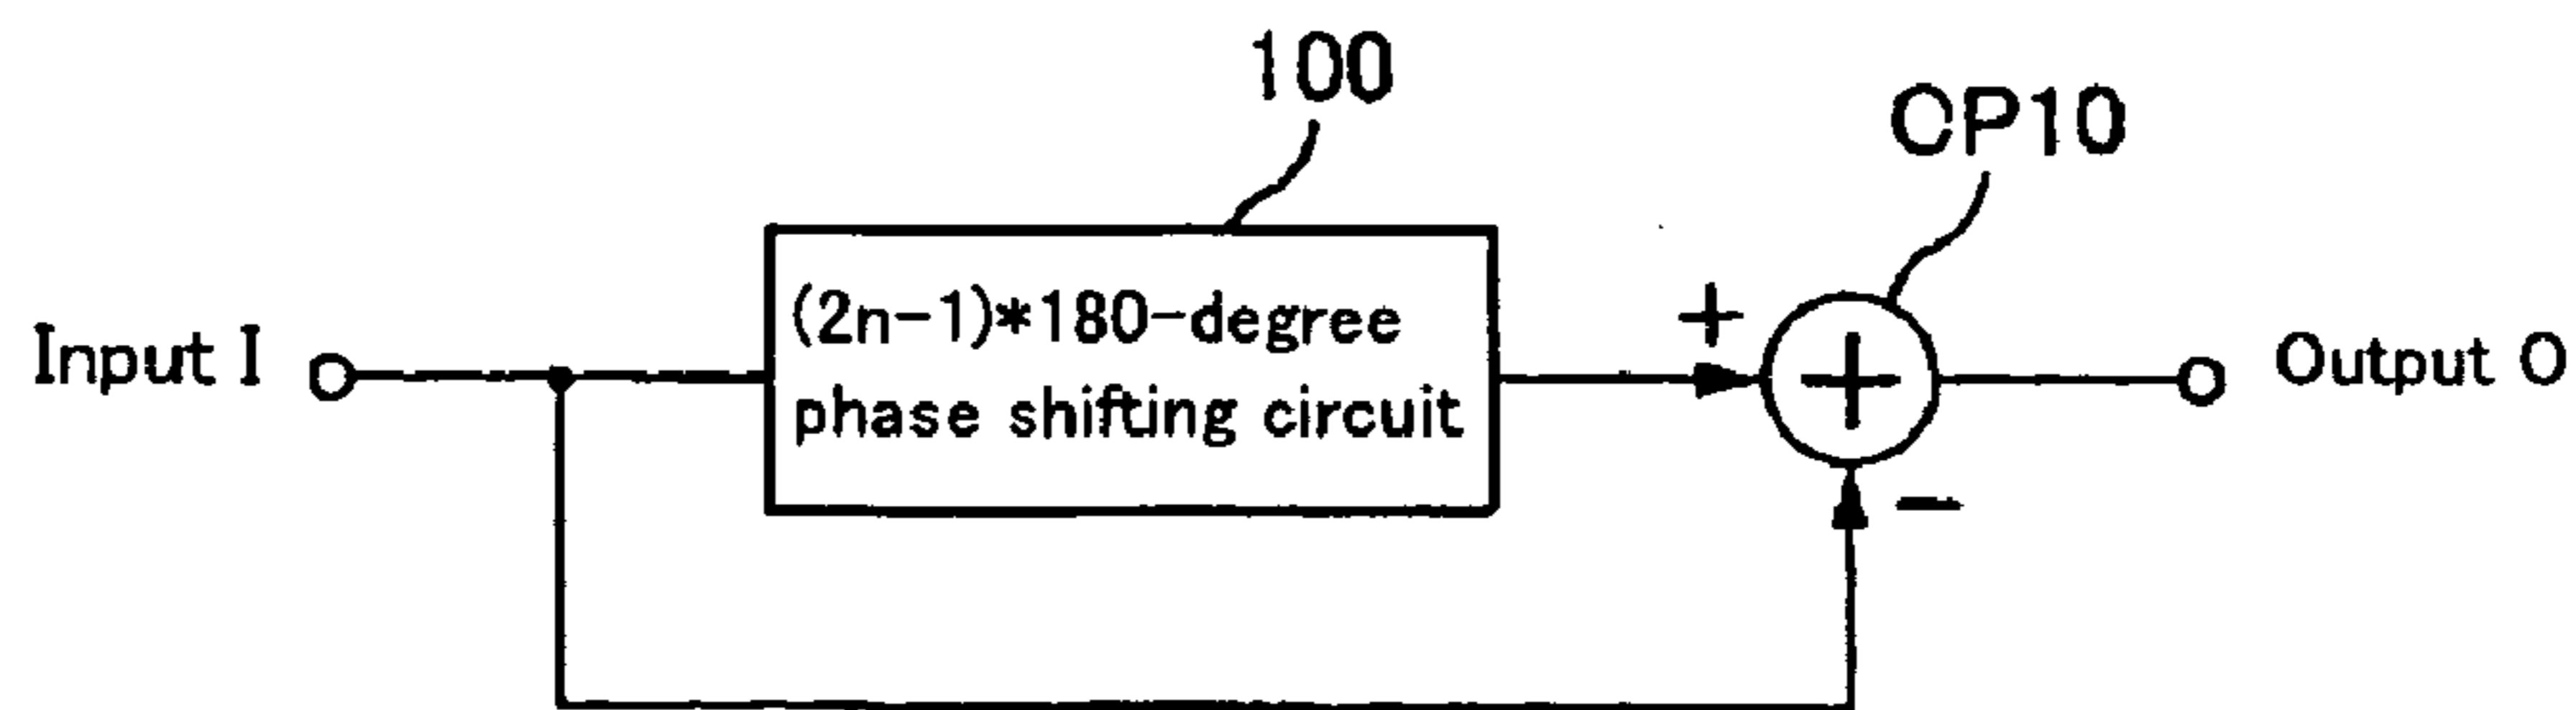 100
CP10
(2n-1)*180-degree
phase shifting circuit
Input I
+
+
-
Output O